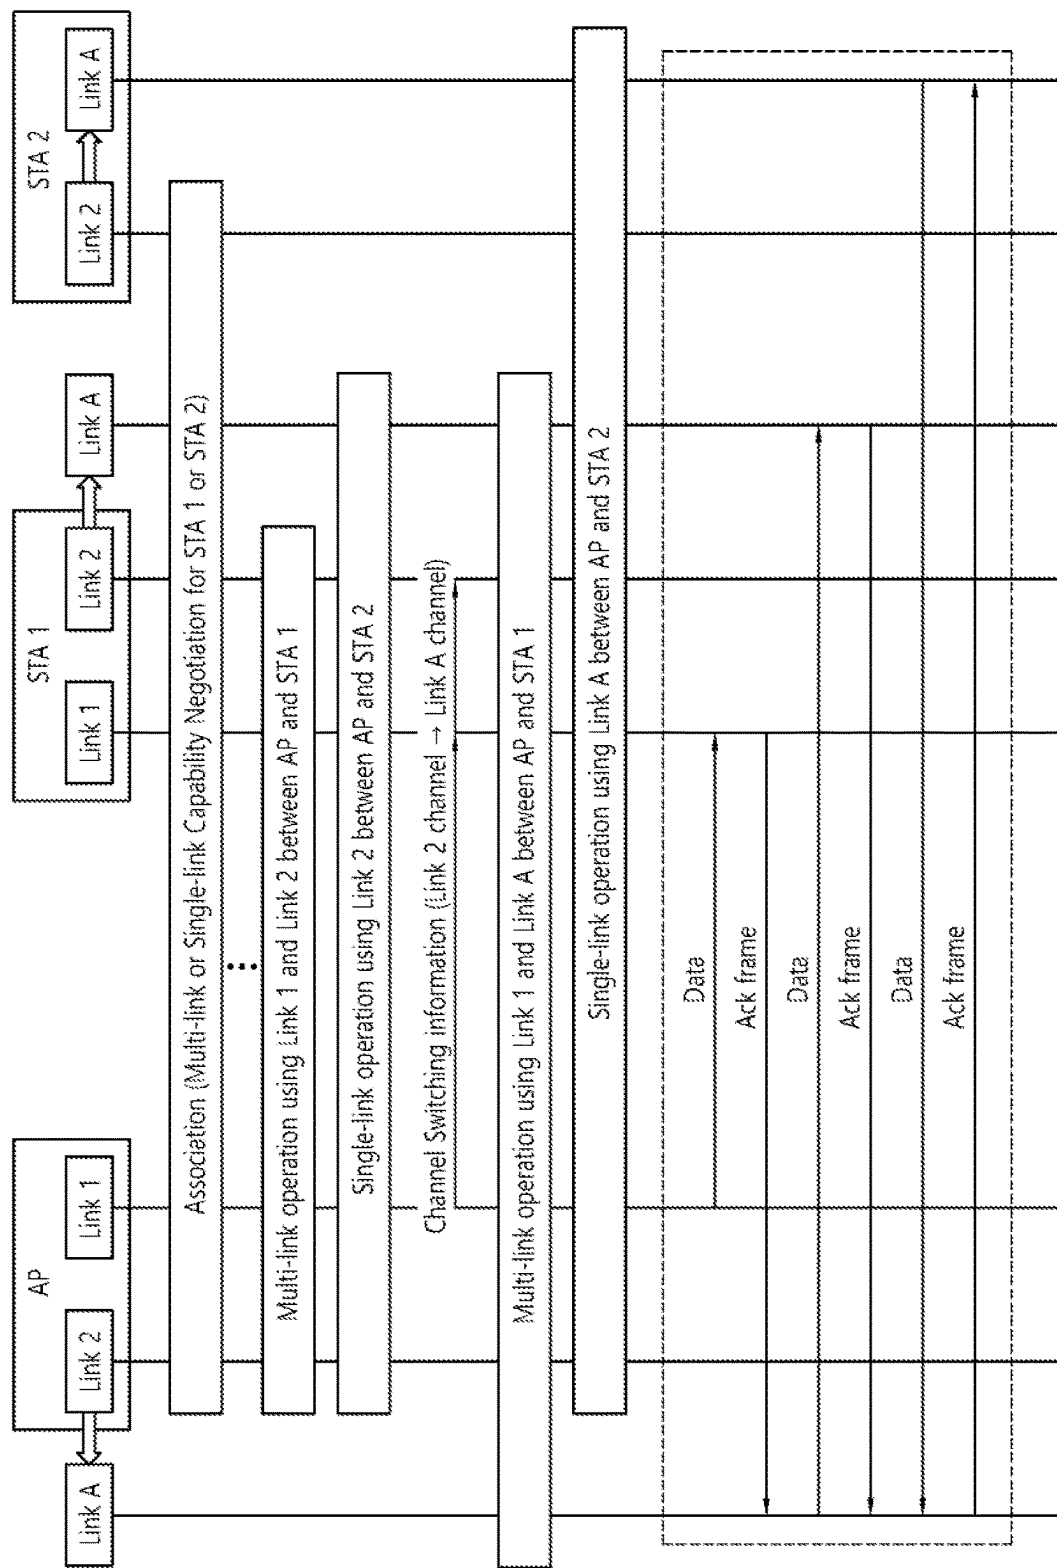 AP
STA 1
STA 2
Link A
Link 2
Link 1
Link 1
Link 2
Link A
Link 2
Link A
Association (Multi-link or Single-link Capability Negotiation for STA 1 or STA 2)
Multi-link operation using Link 1 and Link 2 between AP and STA 1
Single-link operation using Link 2 between AP and STA 2
Channel Switching information (Link 2 channel → Link A channel)
Multi-link operation using Link 1 and Link A between AP and STA 1
Single-link operation using Link A between AP and STA 2
Data
Ack frame
Data
Ack frame
Data
Ack frame